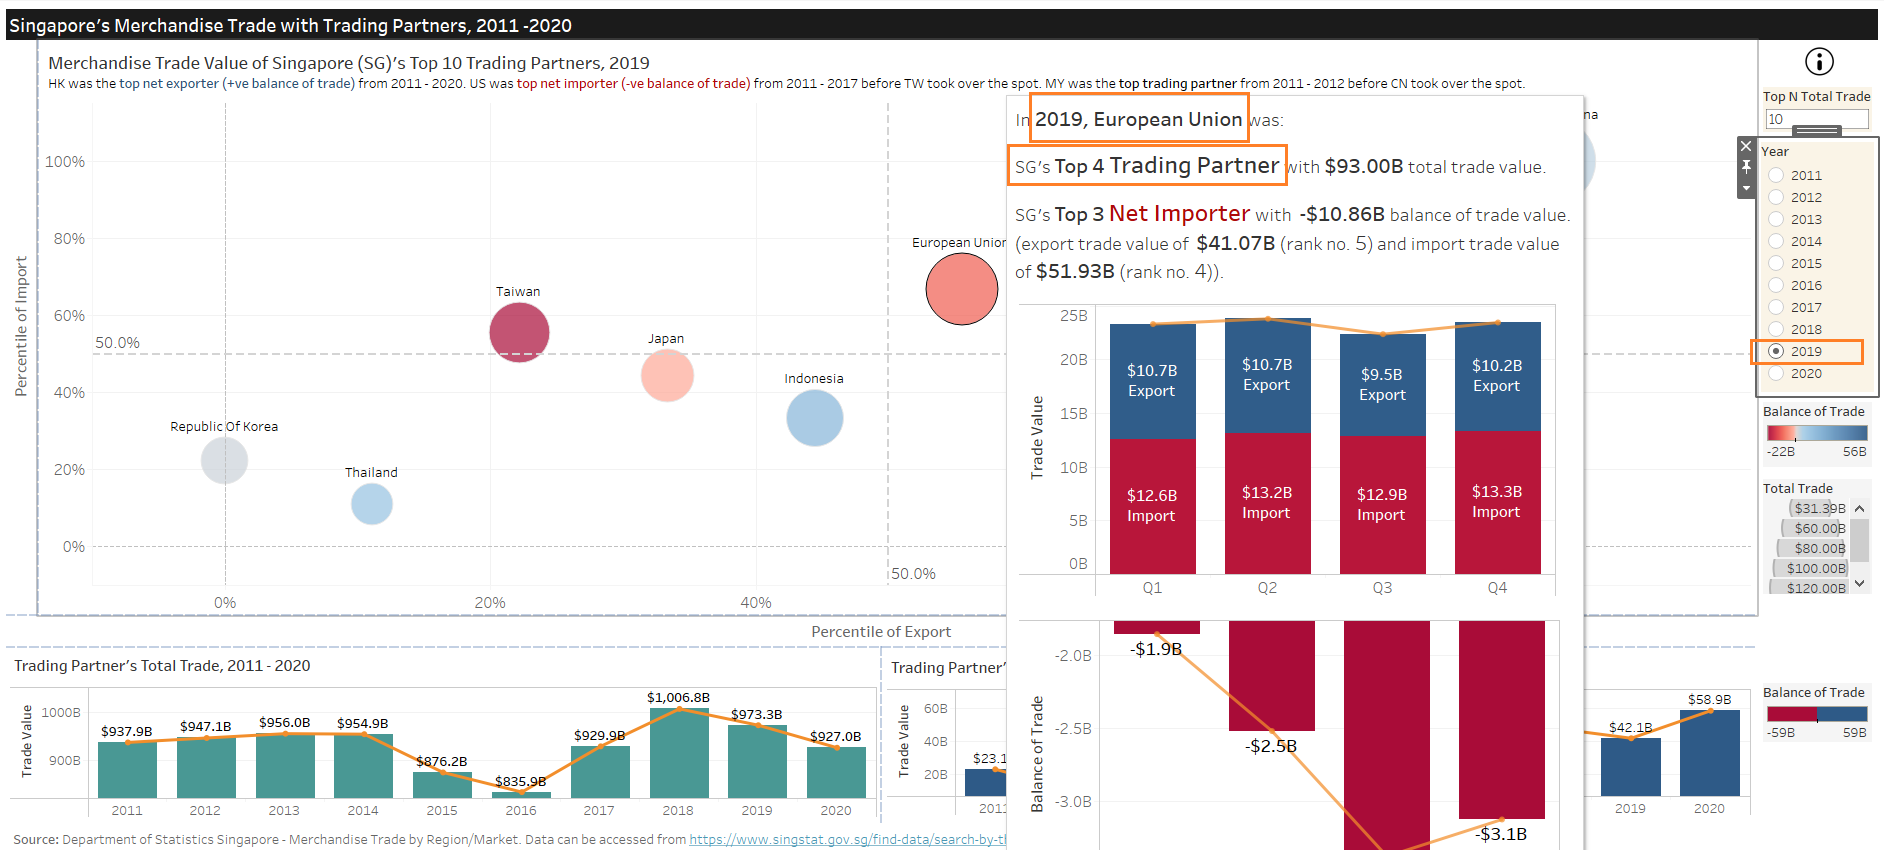 Singapore's Merchandise Trade with Trading Partners, 2011 -2020
Merchandise Trade Value of Singapore (SG)'s Top 10 Trading Partners, 2019
HK was the top net exporter (+ve balance of trade) from 2011 - 2020. US was top net importer (-ve balance of trade) from 2011 - 2017 before TW took over the spot. MY was the top trading partner from 2011 - 2012 before CN took over the spot.
Percentile of Import
100%
80%
60%
40%
20%
0%
50.0%
European Union
Taiwan
Japan
Indonesia
Republic Of Korea
Thailand
na
50.0%
0%
20%
40%
Percentile of Export
In 2019, European Union was:
SG's Top 4 Trading Partner with $93.00B total trade value.
SG's Top 3 Net Importer with -$10.86B balance of trade value.
(export trade value of $41.07B (rank no. 5) and import trade value
of $51.93B (rank no. 4)).
Trade Value
25B
20B
15B
10B
5B
0B
$10.7B
Export
$10.7B
Export
$9.5B
Export
$10.2B
Export
$12.6B
Import
$13.2B
Import
$12.9B
Import
$13.3B
Import
Q1
Q2
Q3
Q4
Balance of Trade
-2.0B
-2.5B
-3.0B
-$1.9B
-$2.5B
-$3.1B
Top N Total Trade
10
Year
2011
2012
2013
2014
2015
2016
2017
2018
2019
2020
Balance of Trade
-22B
56B
Total Trade
$31.39B
$60.00B
$80.00B
$100.00B
$120.00B
Trading Partner's Total Trade, 2011 - 2020
Trade Value
1000B
900B
$937.9B
$947.1B
$956.0B
$954.9B
$876.2B
$835.9B
$929.9B
$1,006.8B
$973.3B
$927.0B
2011
2012
2013
2014
2015
2016
2017
2018
2019
2020
Trading Partner'
Trade Value
60B
40B
20B
$23.1
2011
$42.1B
$58.9B
2019
2020
Balance of Trade
-59B
59B
Source: Department of Statistics Singapore - Merchandise Trade by Region/Market. Data can be accessed from https://www.singstat.gov.sg/find-data/search-by-th